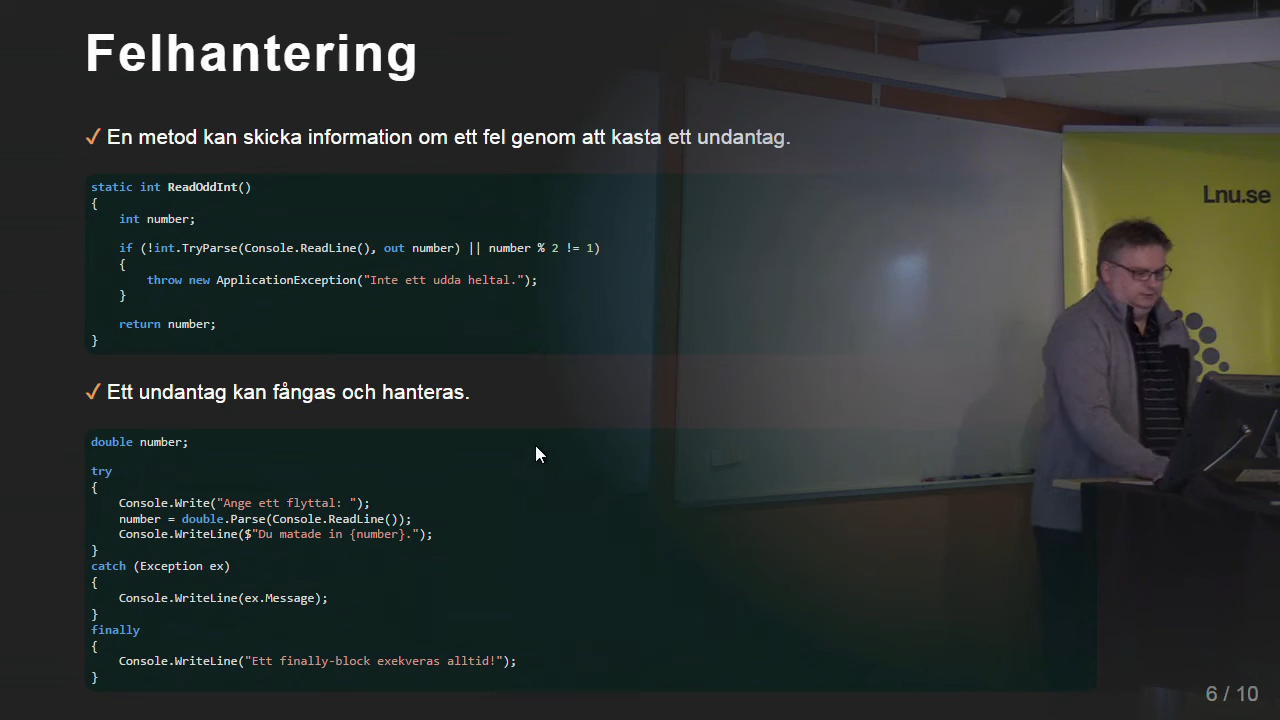 Felhantering
✓ En metod kan skicka information om ett fel genom att kasta ett undantag.
static int ReadOddInt()
{
int number;
if (!int.TryParse(Console.ReadLine(), out number) || number % 2 != 1)
{
throw new ApplicationException("Inte ett udda heltal.");
}
return number;
}
✓ Ett undantag kan fångas och hanteras.
double number;
try
{
Console.Write("Ange ett flyttal: ");
number = double.Parse(Console.ReadLine());
Console.WriteLine($"Du matade in {number}.");
}
catch (Exception ex)
{
Console.WriteLine(ex.Message);
}
finally
{
Console.WriteLine("Ett finally-block exekveras alltid!");
}
Lnu.se
6 / 10